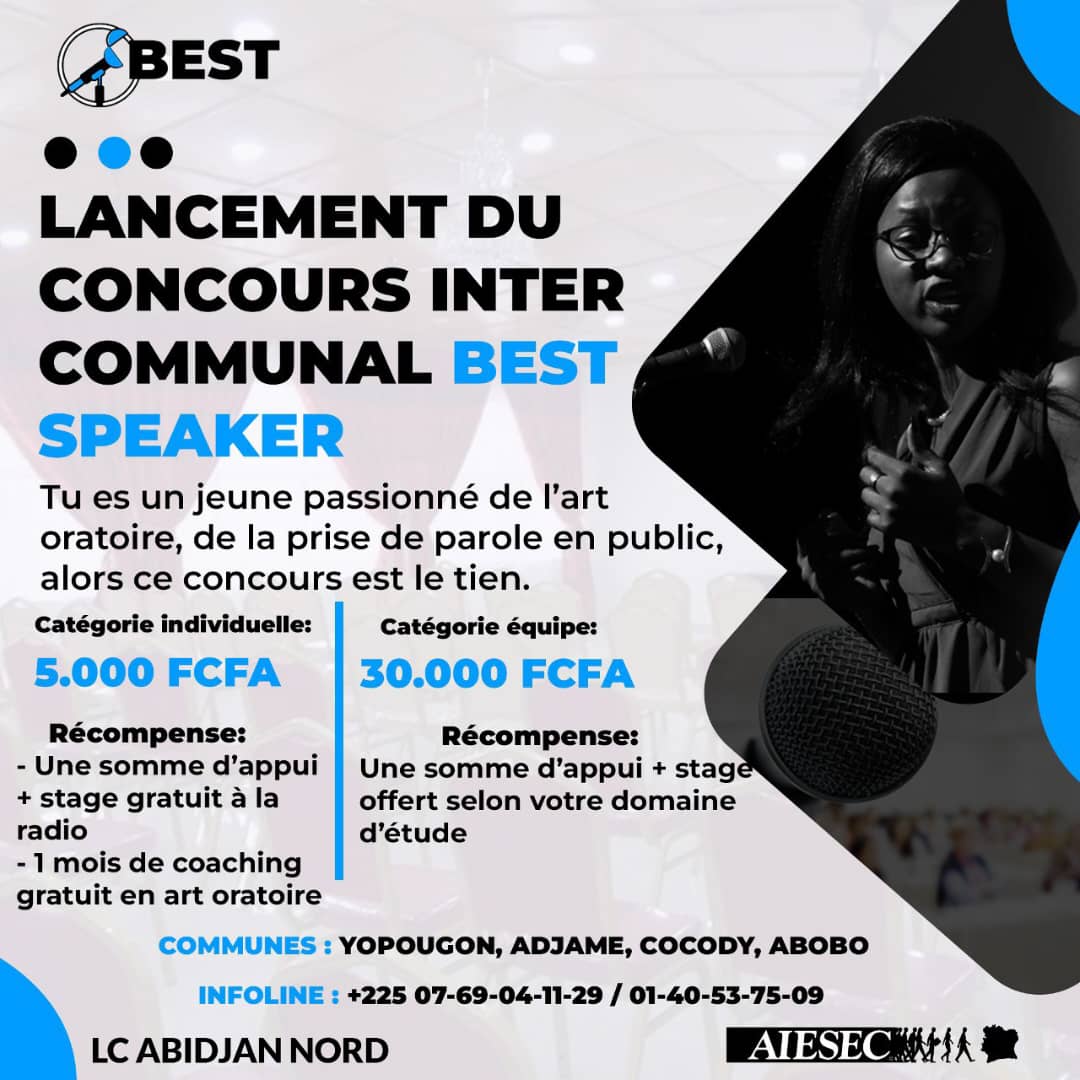 BEST
LANCEMENT DU
CONCOURS INTER
COMMUNAL BEST
SPEAKER
Tu es un jeune passionné de l’art
oratoire, de la prise de parole en public,
alors ce concours est le tien.
Catégorie individuelle:
5.000 FCFA
Récompense:
- Une somme d’appui
+ stage gratuit à la
radio
- 1 mois de coaching
gratuit en art oratoire
Catégorie équipe:
30.000 FCFA
Récompense:
Une somme d’appui + stage
offert selon votre domaine
d’étude
COMMUNES : YOPOUGON, ADJAME, COCODY, ABOBO
INFOLINE : +225 07-69-04-11-29 / 01-40-53-75-09
LC ABIDJAN NORD
AIESEC